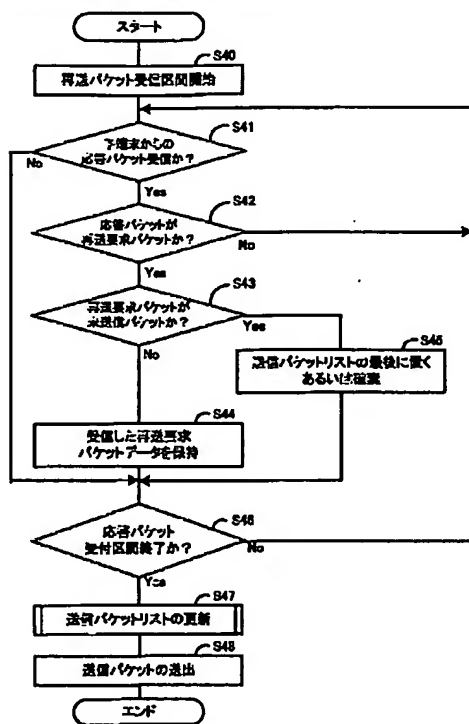 スタート
S40
再送パケット受信区間開始
S41
子端末からの
応答パケット受信か？
No
Yes
S42
応答パケットが
再送要求パケットか？
No
Yes
S43
再送要求パケットが
未送信パケットか？
Yes
No
S45
送信パケットリストの最後に置く
あるいは
S44
受信した再送要求
パケットデータを保持
S46
応答パケット
受付区間終了か？
No
Yes
S47
送信パケットリストの更新
S48
送信パケットの送出
エンド